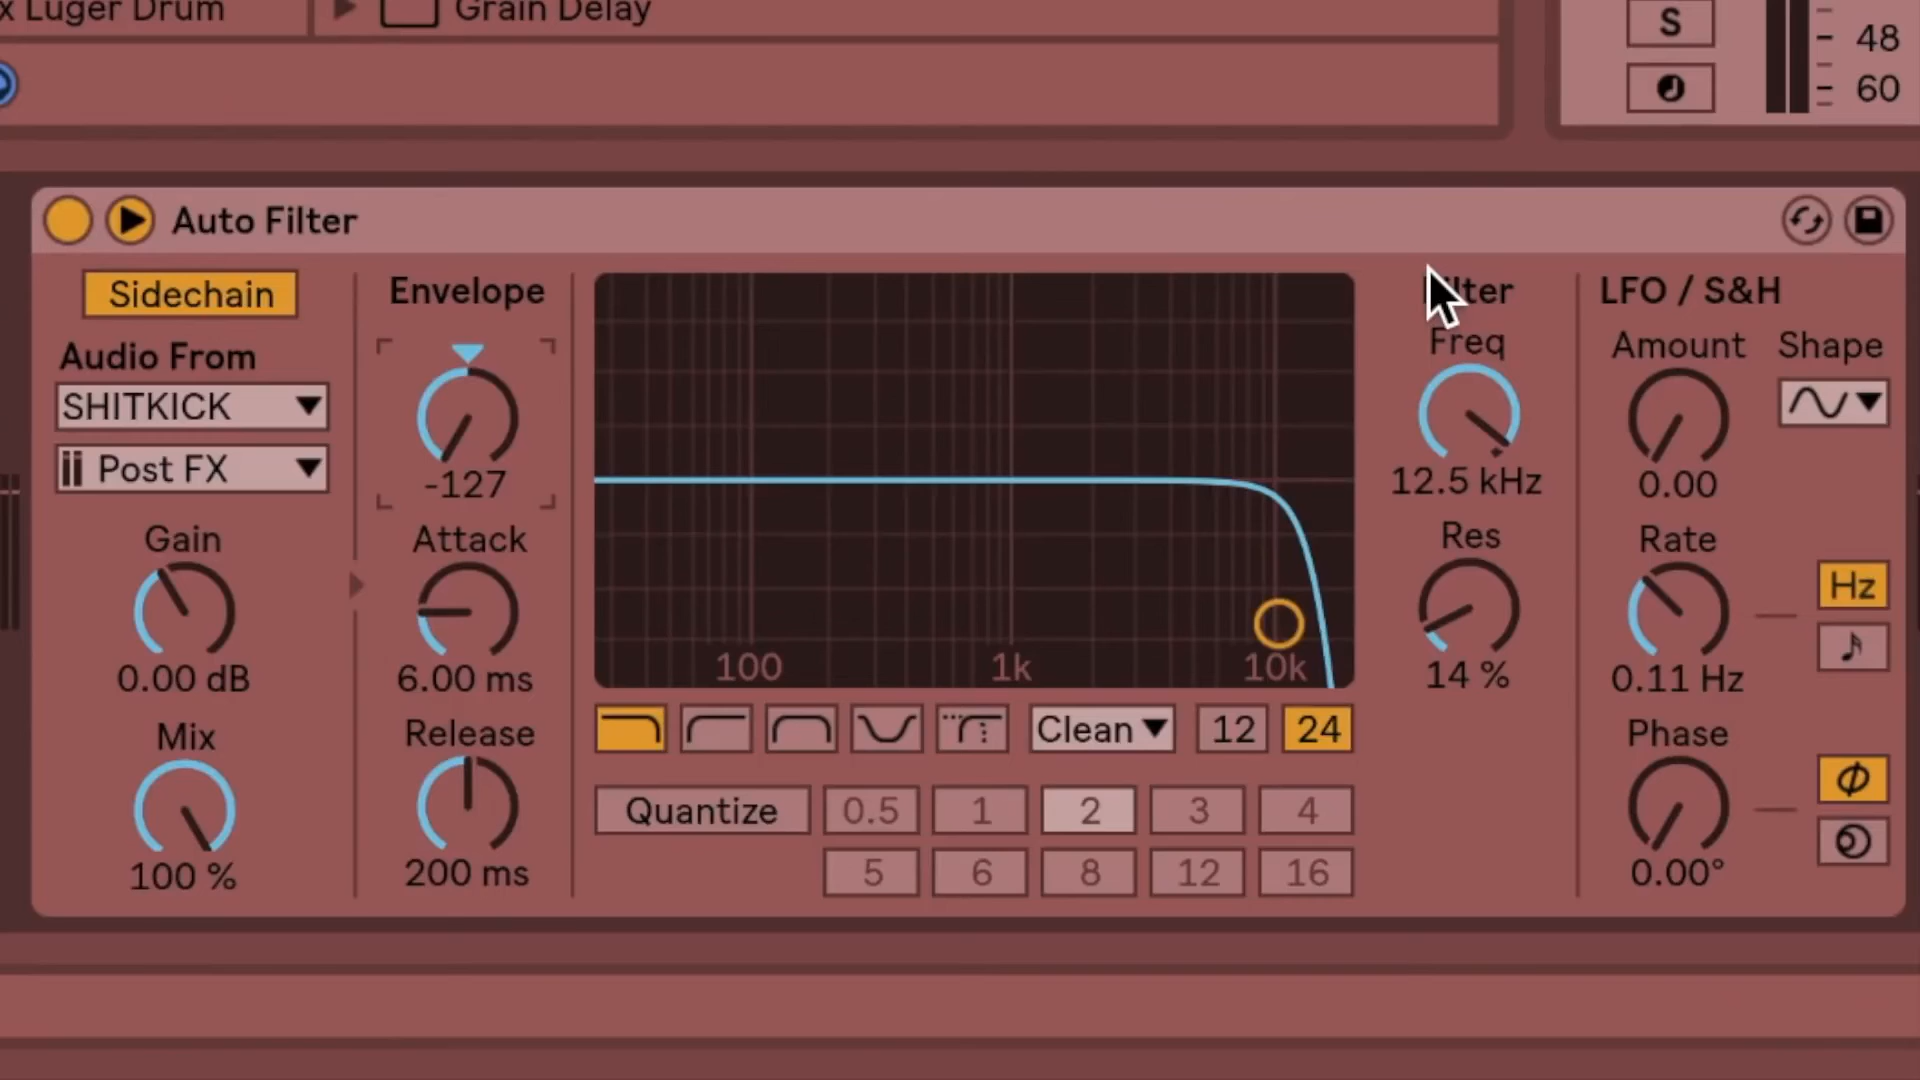 x Luger Drum
Grain Delay
S
48
60
Auto Filter
Sidechain
Audio From
SHITKICK
Post FX
Gain
0.00 dB
Mix
100 %
Envelope
-127
Attack
6.00 ms
Release
200 ms
100
1k
10k
Clean
12
24
Quantize
0.5
1
2
3
4
5
6
8
12
16
Filter
Freq
12.5 kHz
Res
14 %
LFO / S&H
Amount
0.00
Shape
Rate
0.11 Hz
Hz
Phase
0.00°